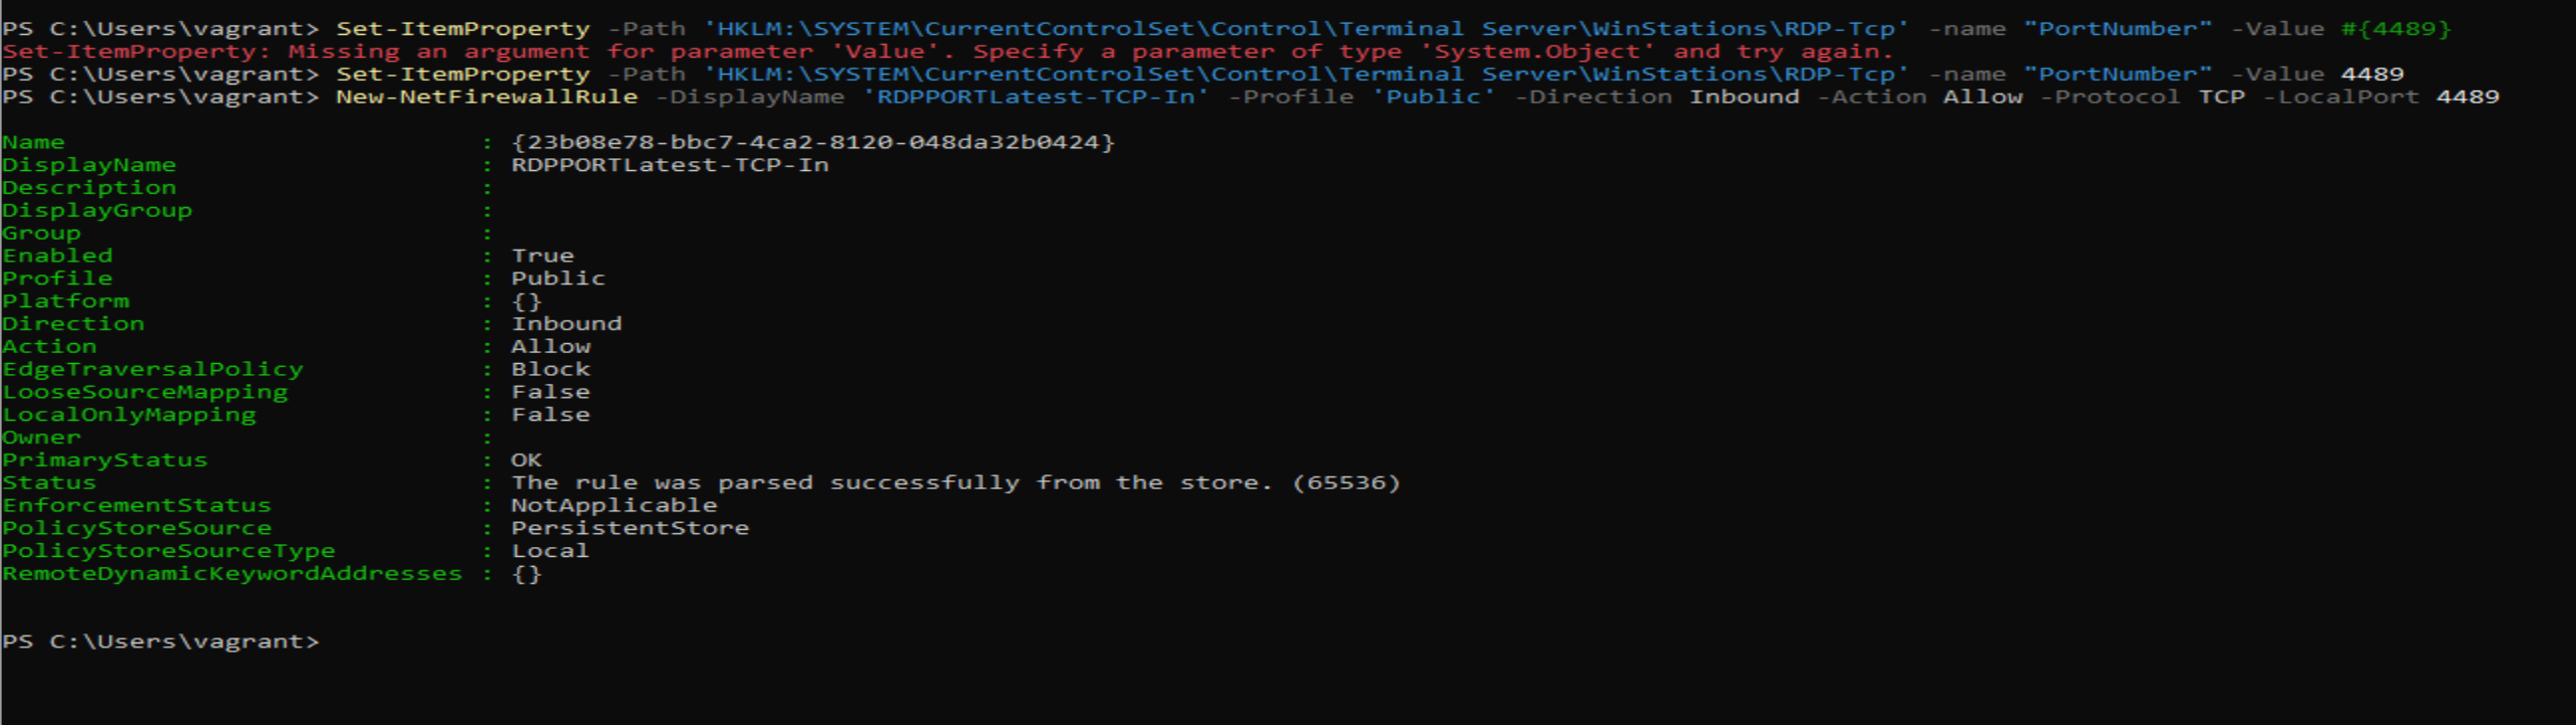 PS C:\Users\vagrant> Set-ItemProperty -Path 'HKLM:\SYSTEM\CurrentControlSet\Control\Terminal Server\WinStations\RDP-Tcp' -name "PortNumber" -Value #{4489}
Set-ItemProperty: Missing an argument for parameter 'Value'. Specify a parameter of type 'System.Object' and try again.
PS C:\Users\vagrant> Set-ItemProperty -Path 'HKLM:\SYSTEM\CurrentControlSet\Control\Terminal Server\WinStations\RDP-Tcp' -name "PortNumber" -Value 4489
PS C:\Users\vagrant> New-NetFirewallRule -DisplayName 'RDPPORTLatest-TCP-In' -Profile 'Public' -Direction Inbound -Action Allow -Protocol TCP -LocalPort 4489
Name : {23b08e78-bbc7-4ca2-8120-048da32b0424}
DisplayName : RDPPORTLatest-TCP-In
Description :
DisplayGroup :
Group :
Enabled : True
Profile : Public
Platform : {}
Direction : Inbound
Action : Allow
EdgeTraversalPolicy : Block
LooseSourceMapping : False
LocalOnlyMapping : False
Owner :
PrimaryStatus : OK
Status : The rule was parsed successfully from the store. (65536)
EnforcementStatus : NotApplicable
PolicyStoreSource : PersistentStore
PolicyStoreSourceType : Local
RemoteDynamicKeywordAddresses : {}
PS C:\Users\vagrant>